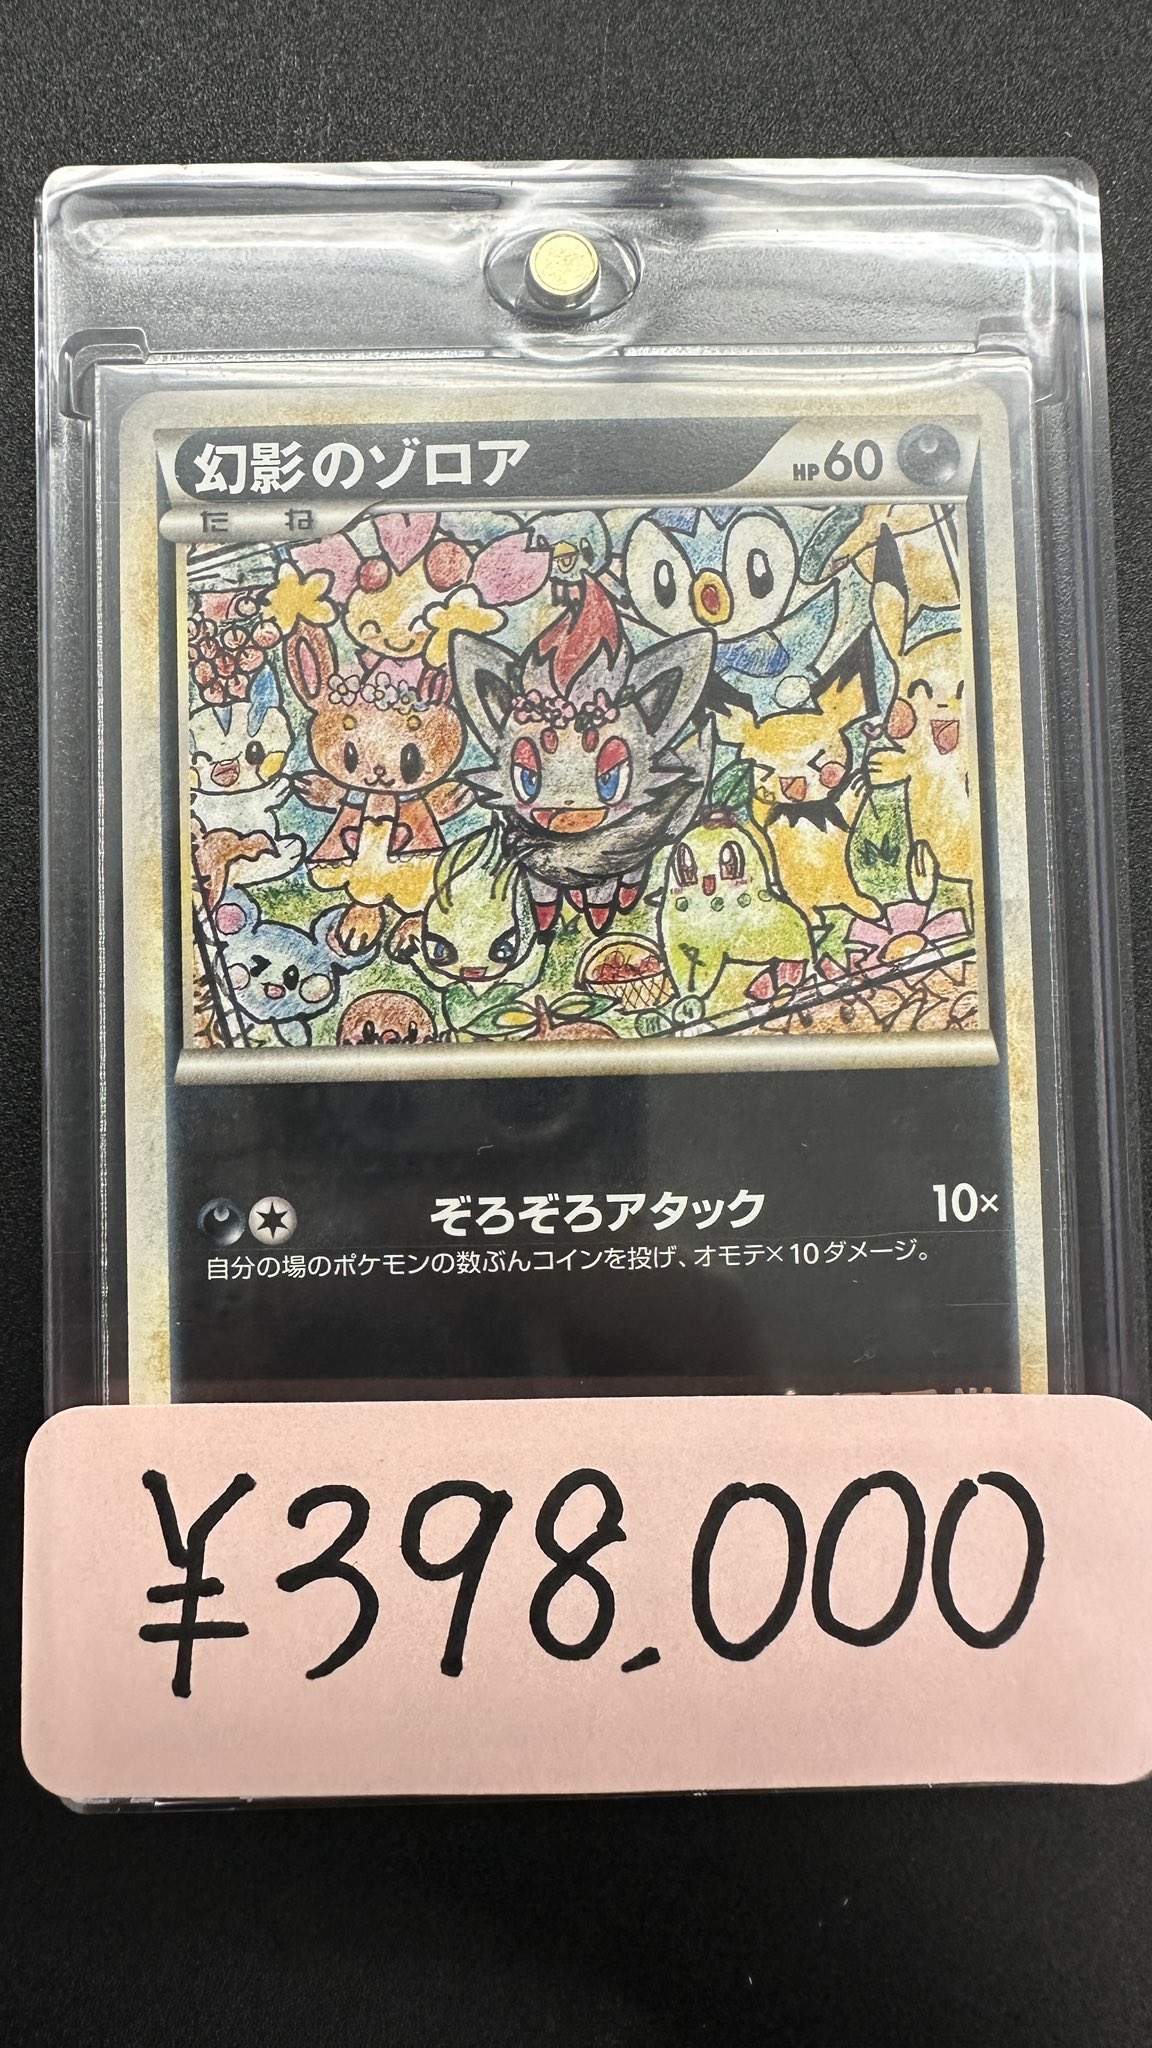 幻影のゾロア HP60
たね
ぞろぞろアタック 10×
自分の場のポケモンの数ぶんコインを投げ、オモテ×10ダメージ。
¥398.000